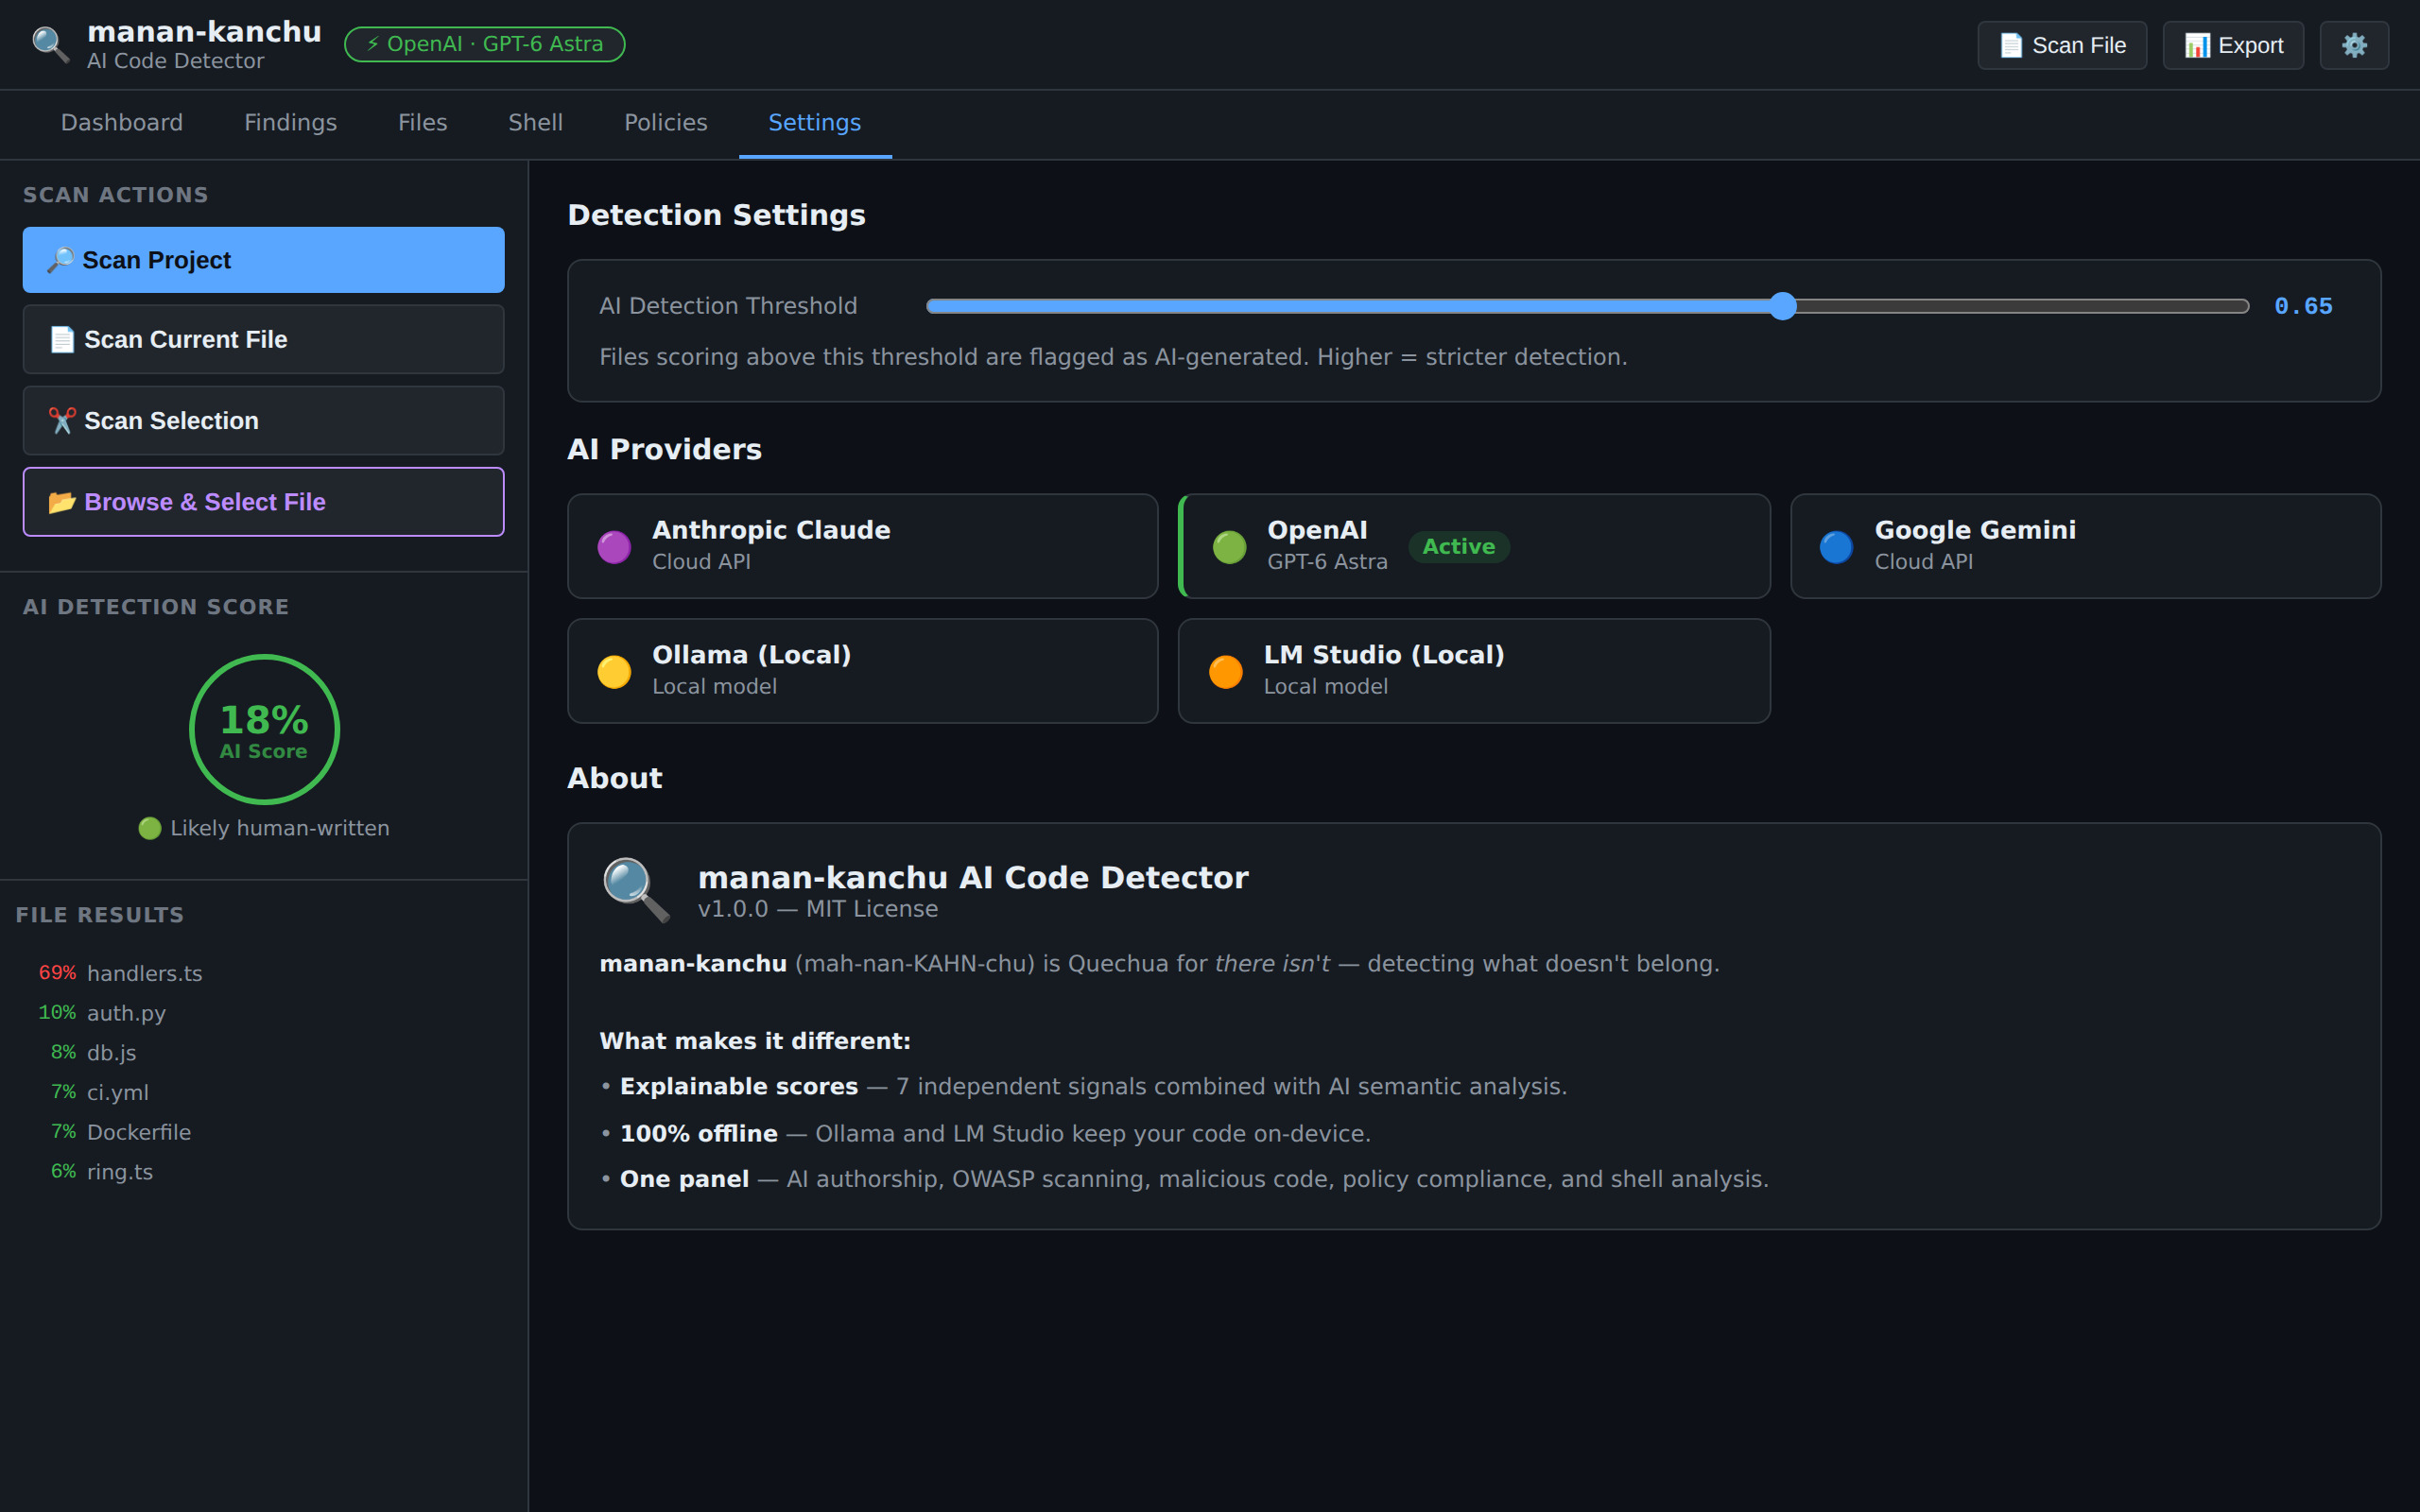 manan-kanchu
AI Code Detector
⚡ OpenAI · GPT-6 Astra
Scan File
Export
Dashboard
Findings
Files
Shell
Policies
Settings
SCAN ACTIONS
Scan Project
Scan Current File
Scan Selection
Browse & Select File
AI DETECTION SCORE
18%
AI Score
Likely human-written
FILE RESULTS
69% handlers.ts
10% auth.py
8% db.js
7% ci.yml
7% Dockerfile
6% ring.ts
Detection Settings
AI Detection Threshold
0.65
Files scoring above this threshold are flagged as AI-generated. Higher = stricter detection.
AI Providers
Anthropic Claude
Cloud API
OpenAI
GPT-6 Astra
Active
Google Gemini
Cloud API
Ollama (Local)
Local model
LM Studio (Local)
Local model
About
manan-kanchu AI Code Detector
v1.0.0 — MIT License
manan-kanchu (mah-nan-KAHN-chu) is Quechua for there isn't — detecting what doesn't belong.
What makes it different:
• Explainable scores — 7 independent signals combined with AI semantic analysis.
• 100% offline — Ollama and LM Studio keep your code on-device.
• One panel — AI authorship, OWASP scanning, malicious code, policy compliance, and shell analysis.